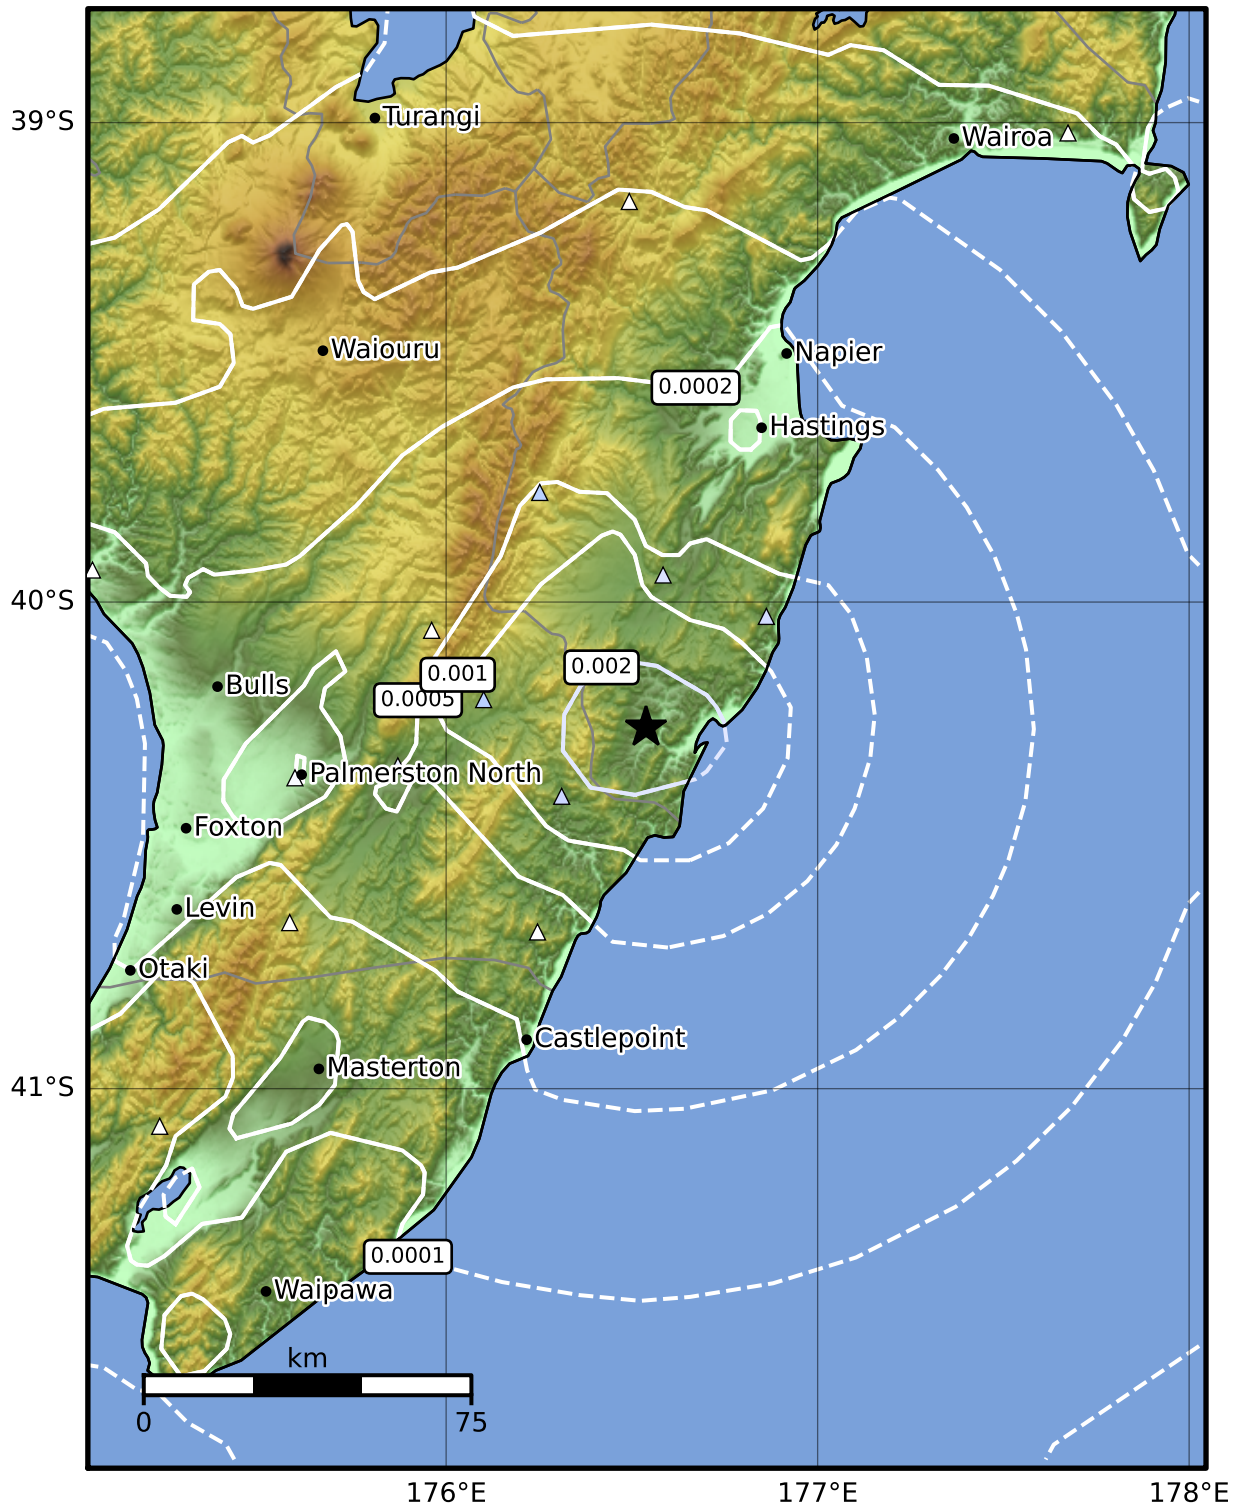 39°S
Turangi
Wairoa
Waiouru
Napier
0.0002
Hastings
40°S
0.002
0.001
0.0005
Bulls
Palmerston North
Foxton
Levin
Otaki
Castlepoint
Masterton
41°S
0.0001
Waipawa
km
0
75
176°E
177°E
178°E